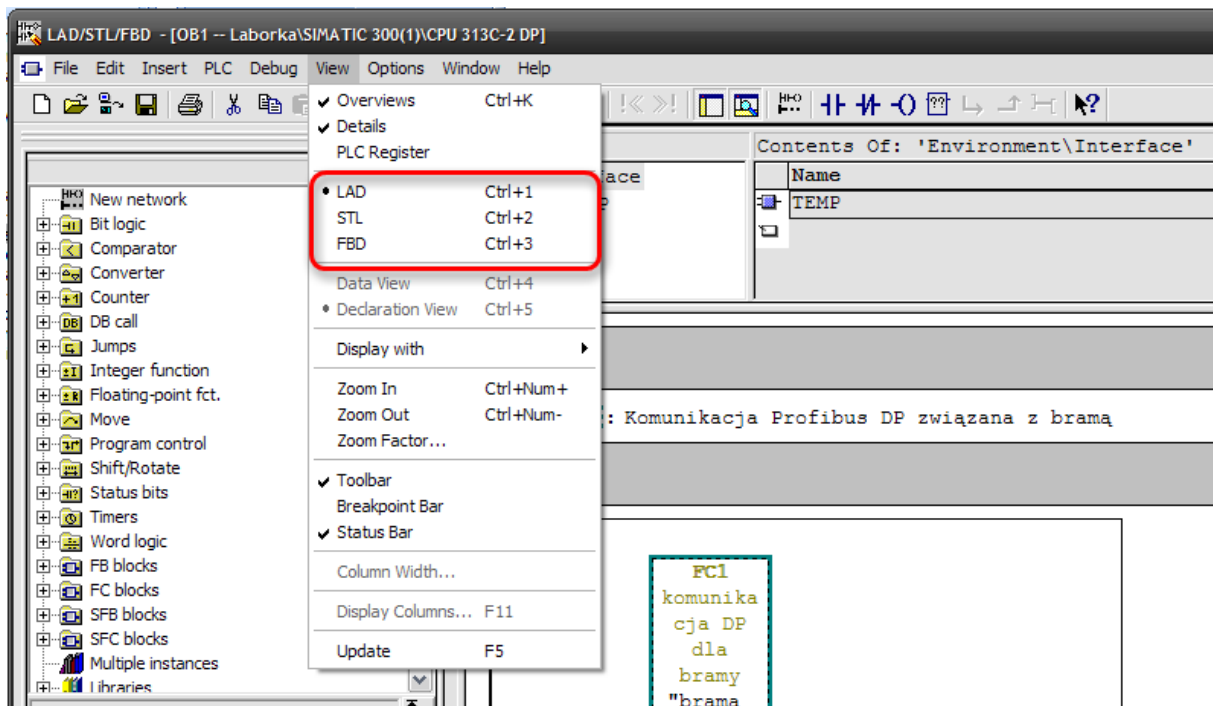 LAD/STL/FBD - [OB1 -- Laborka\SIMATIC 300(1)\CPU 313C-2 DP]
File Edit Insert PLC Debug View Options Window Help
Overviews Ctrl+K
Details
PLC Register
LAD Ctrl+1
STL Ctrl+2
FBD Ctrl+3
Data View Ctrl+4
Declaration View Ctrl+5
Display with
Zoom In Ctrl+Num+
Zoom Out Ctrl+Num-
Zoom Factor...
Toolbar
Breakpoint Bar
Status Bar
Column Width...
Display Columns... F11
Update F5
New network
Bit logic
Comparator
Converter
Counter
DB call
Jumps
Integer function
Floating-point fct.
Move
Program control
Shift/Rotate
Status bits
Timers
Word logic
FB blocks
FC blocks
SFB blocks
SFC blocks
Multiple instances
Libraries
Contents Of: 'Environment\Interface'
ace
Name
TEMP
: Komunikacja Profibus DP związana z bramą
FC1
komunika
cja DP
dla
bramy
"brama